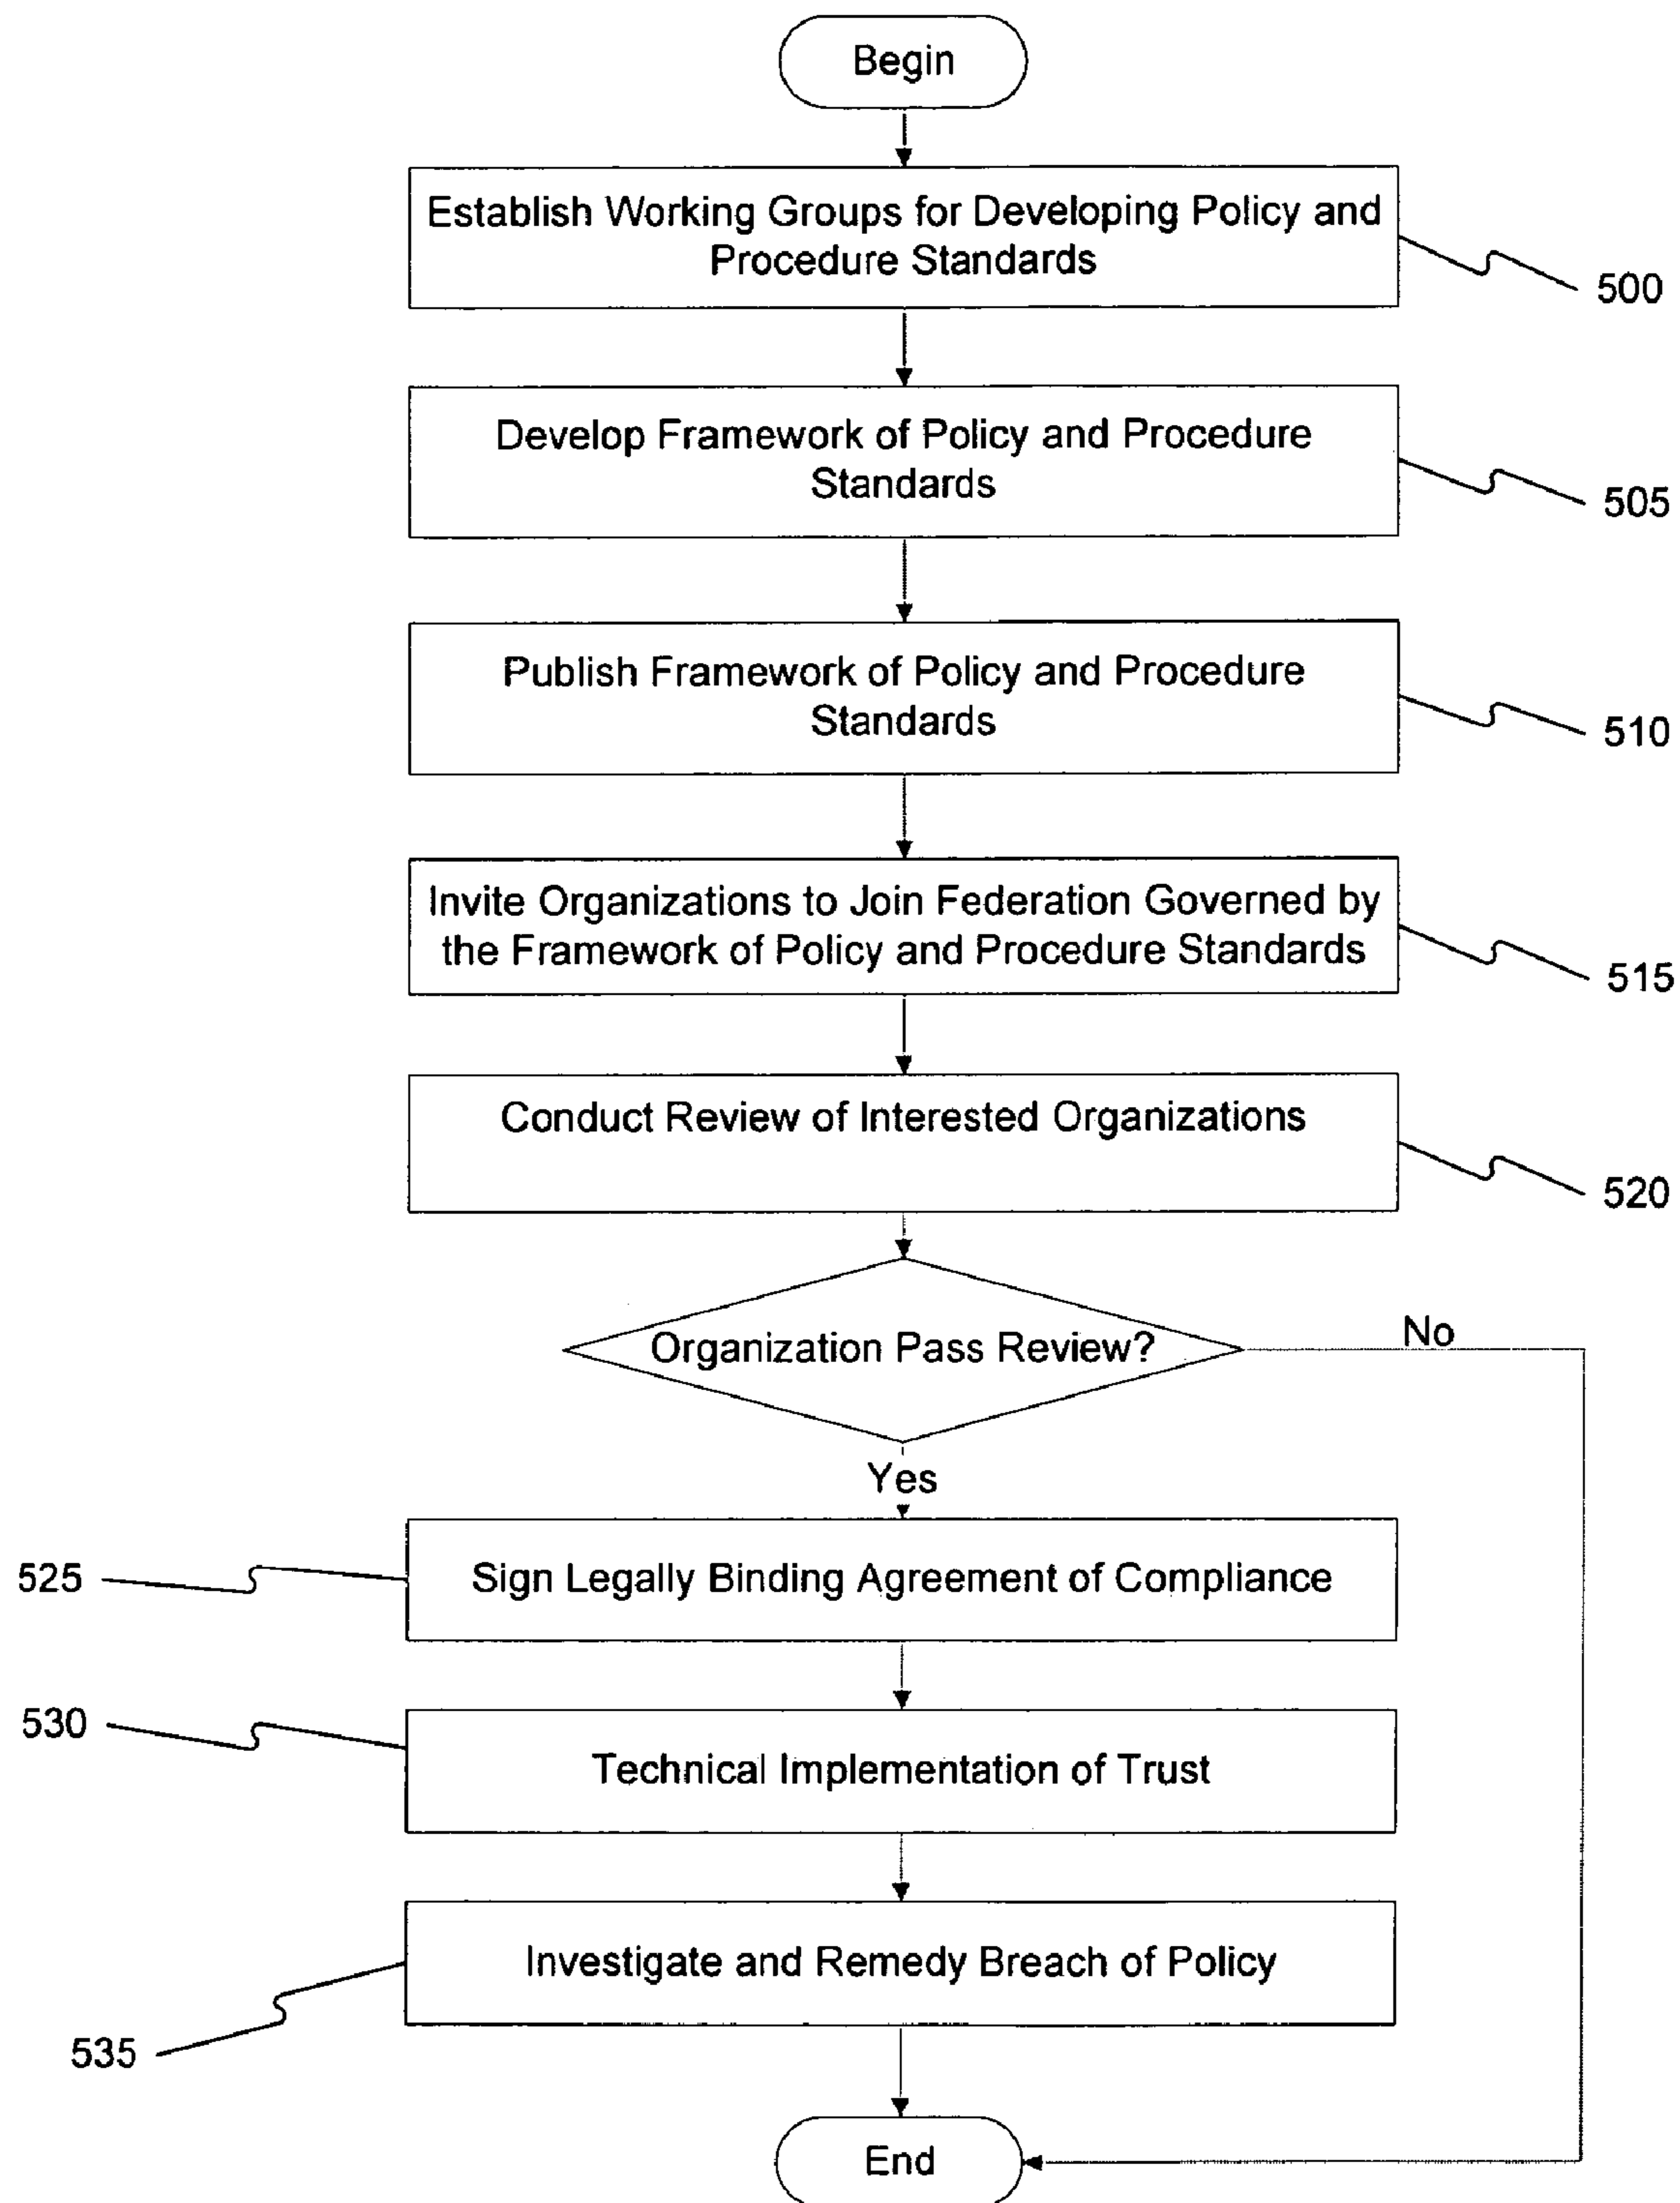 Begin
Establish Working Groups for Developing Policy and
Procedure Standards
500
Develop Framework of Policy and Procedure
Standards
505
Publish Framework of Policy and Procedure
Standards
510
Invite Organizations to Join Federation Governed by
the Framework of Policy and Procedure Standards
515
Conduct Review of Interested Organizations
520
Organization Pass Review?
No
Yes
525
Sign Legally Binding Agreement of Compliance
530
Technical Implementation of Trust
Investigate and Remedy Breach of Policy
535
End